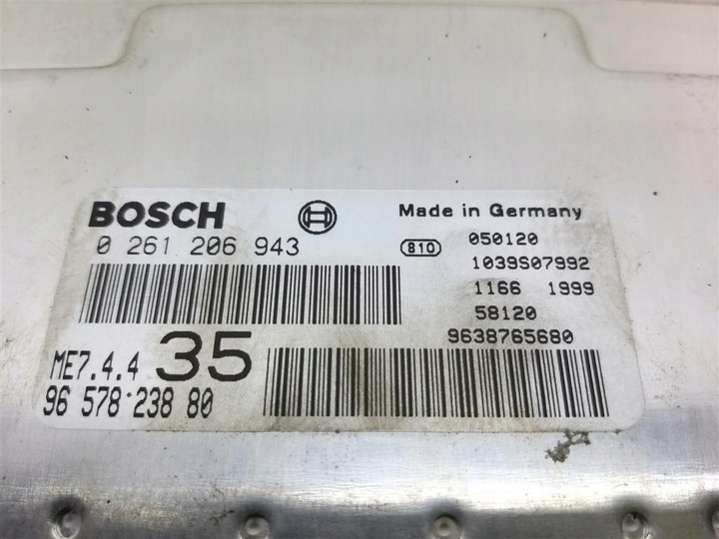 BOSCH
Made in Germany
0 261 206 943
810
050120
1039S07992
1166 1999
58120
9638765680
ME7.4.4 35
96 578 238 80